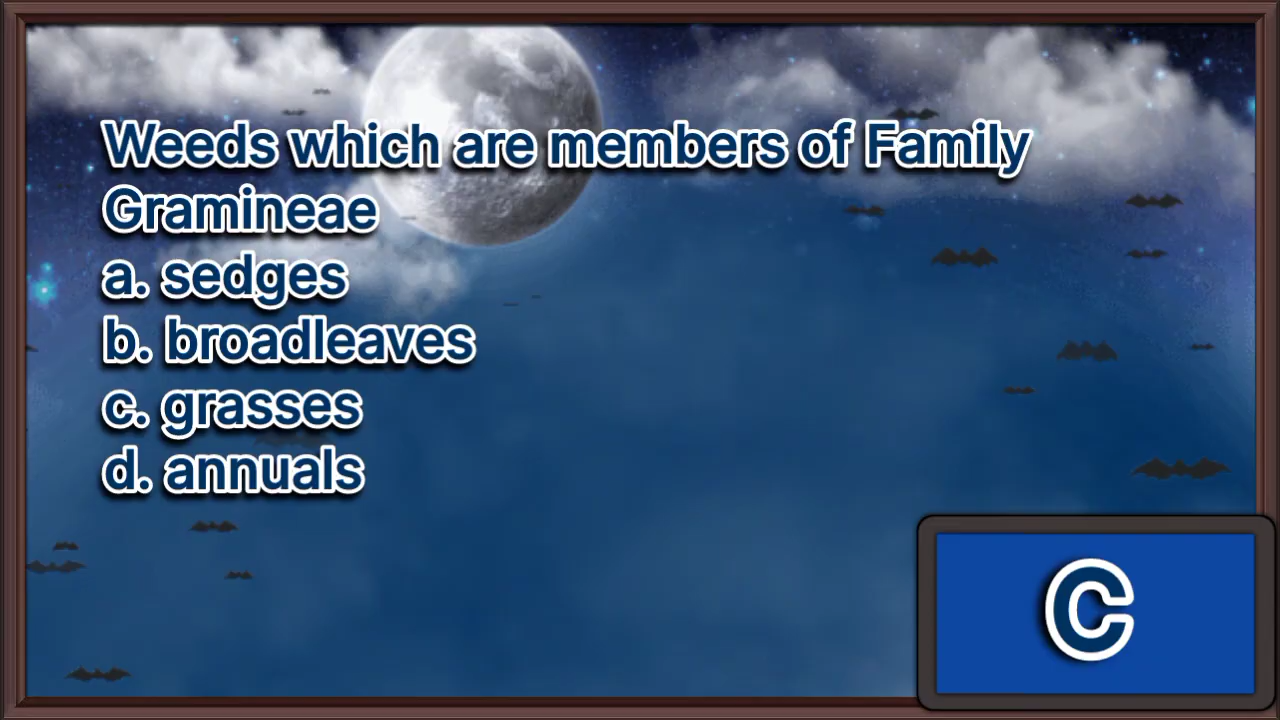 Weeds which are members of Family
Gramineae
a. sedges
b. broadleaves
c. grasses
d. annuals
C